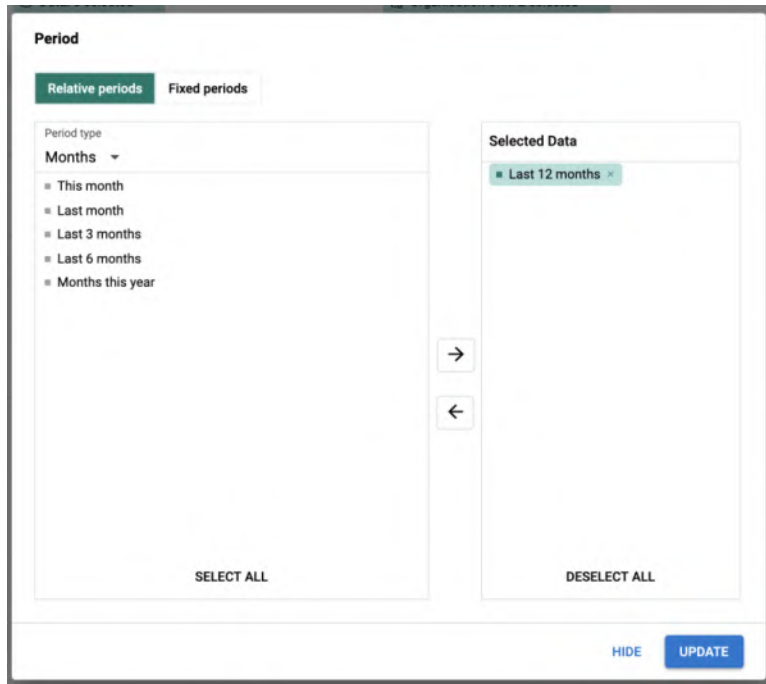 Period
Relative periods
Fixed periods
Period type
Months
This month
Last month
Last 3 months
Last 6 months
Months this year
SELECT ALL
Selected Data
Last 12 months ×
DESELECT ALL
HIDE
UPDATE